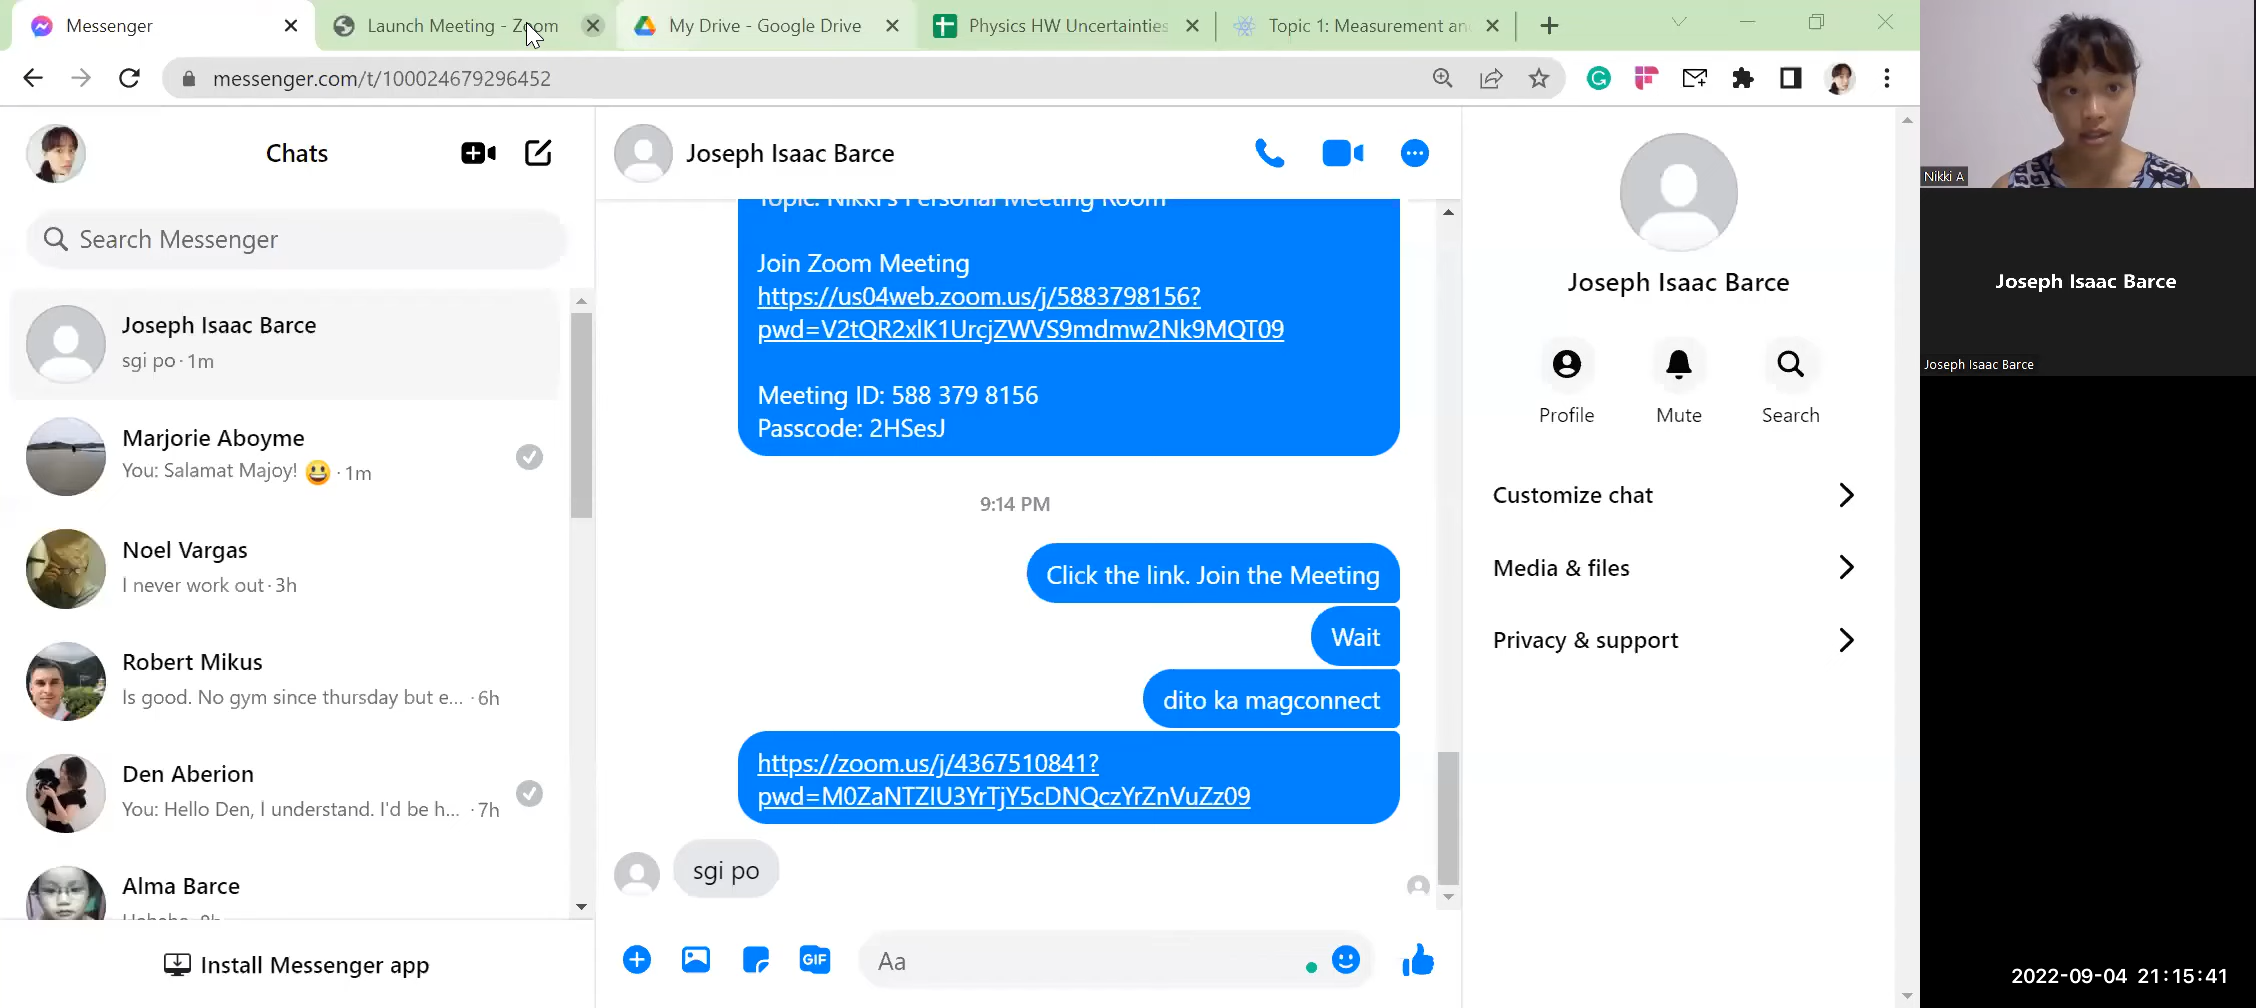 Messenger
Launch Meeting - Zoom
My Drive - Google Drive
Physics HW Uncertainties
Topic 1: Measurement an
messenger.com/t/100024679296452
Chats
Search Messenger
Joseph Isaac Barce
sgi po · 1m
Marjorie Aboyme
You: Salamat Majoy! 😃 · 1m
Noel Vargas
I never work out · 3h
Robert Mikus
Is good. No gym since thursday but e... · 6h
Den Aberion
You: Hello Den, I understand. I'd be h... · 7h
Alma Barce
Install Messenger app
Joseph Isaac Barce
Topic: Nikki's Personal Meeting Room
Join Zoom Meeting
https://us04web.zoom.us/j/5883798156?
pwd=V2tQR2xlK1UrcjZWVS9mdmw2Nk9MQT09
Meeting ID: 588 379 8156
Passcode: 2HSesJ
9:14 PM
Click the link. Join the Meeting
Wait
dito ka magconnect
https://zoom.us/j/4367510841?
pwd=M0ZaNTZlU3YrTjY5cDNQczYrZnVuZz09
sgi po
GIF
Aa
Joseph Isaac Barce
Profile
Mute
Search
Customize chat
Media & files
Privacy & support
Nikki A
Joseph Isaac Barce
Joseph Isaac Barce
2022-09-04 21:15:41